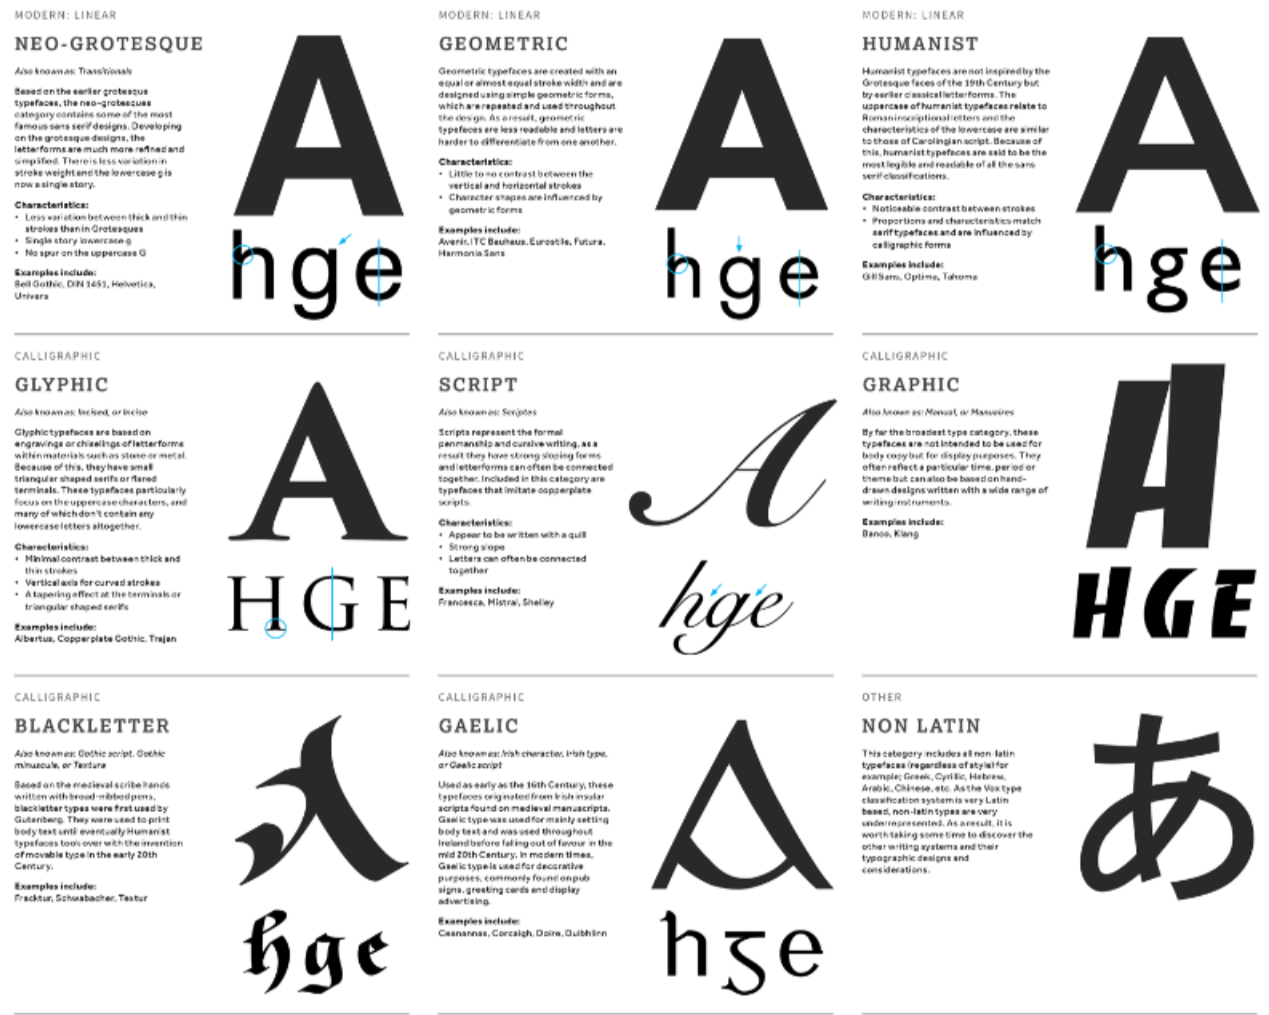 MODERN: LINEAR
NEO-GROTESQUE
Also known as: Transitionals
Based on the earlier grotesque
typefaces, the neo-grotesques
category contains some of the most
famous sans serif designs. Developing
on the grotesque designs, the
letterforms are much more refined and
simplified. There is less variation in
stroke weight and the lowercase g is
now a single story.
Characteristics:
• Less variation between thick and thin
strokes than in Grotesques
• Single story lowercase g
• No spur on the uppercase G
Examples include:
Bell Gothic, DIN 1451, Helvetica,
Univers
A
hge
MODERN: LINEAR
GEOMETRIC
Geometric typefaces are created with an
equal or almost equal stroke width and are
designed using simple geometric forms,
which are repeated and used throughout
the design. As a result, geometric
typefaces are less readable and letters are
harder to differentiate from one another.
Characteristics:
• Little to no contrast between the
vertical and horizontal strokes
• Character shapes are influenced by
geometric forms
Examples include:
Avenir, ITC Bauhaus, Eurostile, Futura,
Harmonia Sans
A
hge
MODERN: LINEAR
HUMANIST
Humanist typefaces are not inspired by the
Grotesque faces of the 19th Century but
by earlier classical letterforms. The
uppercase of humanist typefaces relate to
Roman inscriptional letters and the
characteristics of the lowercase are similar
to those of Carolingian script. Because of
this, humanist typefaces are said to be the
most legible and readable of all the sans
serif classifications.
Characteristics:
• Noticeable contrast between strokes
• Proportions and characteristics match
serif typefaces and are influenced by
calligraphic forms
Examples include:
Gill Sans, Optima, Tahoma
A
hge
CALLIGRAPHIC
GLYPHIC
Also known as: Incised, or Incise
Glyphic typefaces are based on
engravings or chiselings of letterforms
within materials such as stone or metal.
Because of this, they have small
triangular shaped serifs or flared
terminals. These typefaces particularly
focus on the uppercase characters, and
many of which don't contain any
lowercase letters altogether.
Characteristics:
• Minimal contrast between thick and
thin strokes
• Vertical axis for curved strokes
• A tapering effect at the terminals or
triangular shaped serifs
Examples include:
Albertus, Copperplate Gothic, Trajan
A
HGE
CALLIGRAPHIC
SCRIPT
Also known as: Scriptes
Scripts represent the formal
penmanship and cursive writing, as a
result they have strong sloping forms
and letterforms can often be connected
together. Included in this category are
typefaces that imitate copperplate
scripts.
Characteristics:
• Appear to be written with a quill
• Strong slope
• Letters can often be connected
together
Examples include:
Francesca, Mistral, Shelley
A
hge
CALLIGRAPHIC
GRAPHIC
Also known as: Manual, or Manuaires
By far the broadest type category, these
typefaces are not intended to be used for
body copy but for display purposes. They
often reflect a particular time, period or
theme but can also be based on hand-
drawn designs written with a wide range of
writing instruments.
Examples include:
Banco, Klang
A
HGE
CALLIGRAPHIC
BLACKLETTER
Also known as: Gothic script, Gothic
minuscule, or Textura
Based on the medieval scribe hands
written with broad-nibbed pens,
blackletter types were first used by
Gutenberg. They were used to print
body text until eventually Humanist
typefaces took over with the invention
of movable type in the early 20th
Century.
Examples include:
Fracktur, Schwabacher, Textur
A
hge
CALLIGRAPHIC
GAELIC
Also known as: Irish character, Irish type,
or Gaelic script
Used as early as the 16th Century, these
typefaces originated from Irish insular
scripts found on medieval manuscripts.
Gaelic type was used for mainly setting
body text and was used throughout
Ireland before falling out of favour in the
mid 20th Century. In modern times,
Gaelic type is used for decorative
purposes, commonly found on pub
signs, greeting cards and display
advertising.
Examples include:
Ceanannas, Corcaigh, Doire, Duibhlinn
A
hge
OTHER
NON LATIN
This category includes all non-latin
typefaces (regardless of style) for
example; Greek, Cyrillic, Hebrew,
Arabic, Chinese, etc. As the Vox type
classification system is very Latin
based, non-latin types are very
underrepresented. As a result, it is
worth taking some time to discover the
other writing systems and their
typographic designs and
considerations.
あ